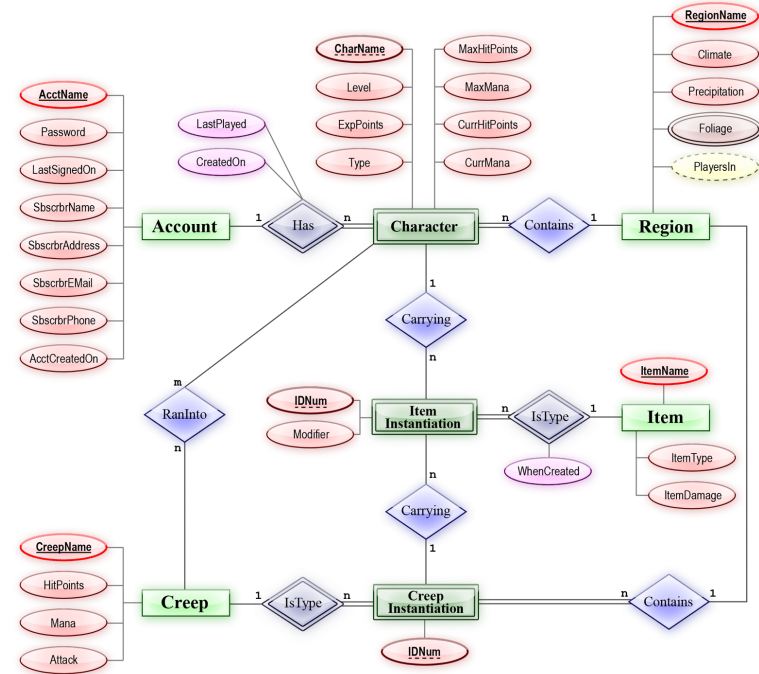 RegionName
CharName
MaxHitPoints
Climate
AcctName
Level
MaxMana
Precipitation
Password
LastPlayed
ExpPoints
CurrHitPoints
Foliage
LastSignedOn
CreatedOn
Type
CurrMana
PlayersIn
SbscrbrName
Account
1
Has
n
Character
n
Contains
1
Region
SbscrbrAddress
SbscrbrEMail
1
SbscrbrPhone
Carrying
AcctCreatedOn
n
m
ItemName
RanInto
IDNum
Modifier
Item
Instantiation
n
IsType
1
Item
n
n
WhenCreated
ItemType
Carrying
ItemDamage
CreepName
1
HitPoints
Creep
1
IsType
n
Creep
Instantiation
n
Contains
1
Mana
Attack
IDNum